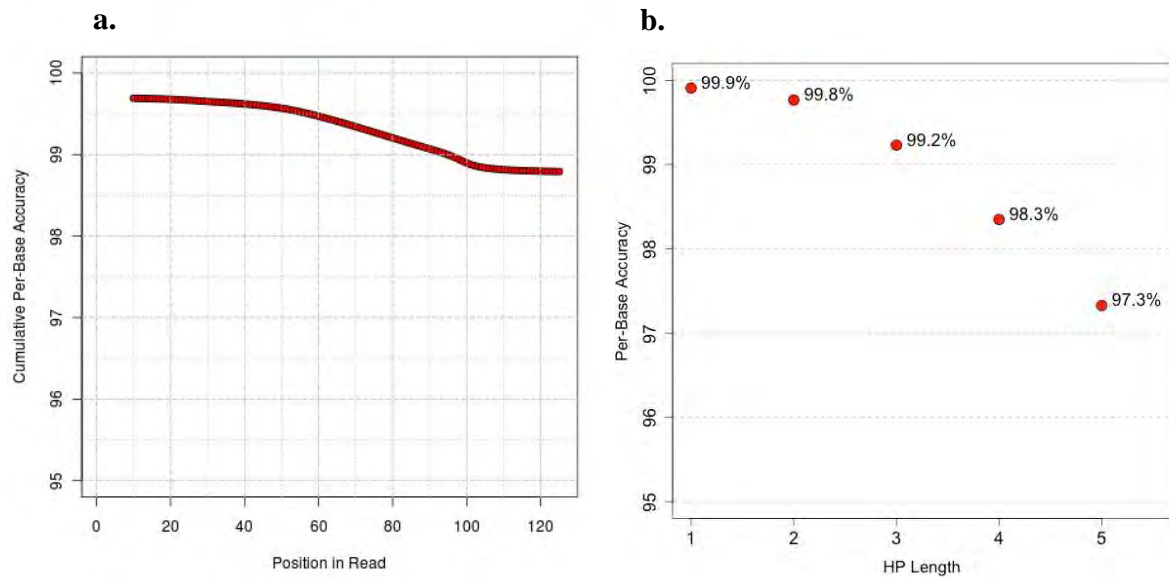 a.
100
99
98
97
96
95
Cumulative Per-Base Accuracy
0 20 40 60 80 100 120
Position in Read
b.
100
99
98
97
96
95
Per-Base Accuracy
99.9%
99.8%
99.2%
98.3%
97.3%
1 2 3 4 5
HP Length